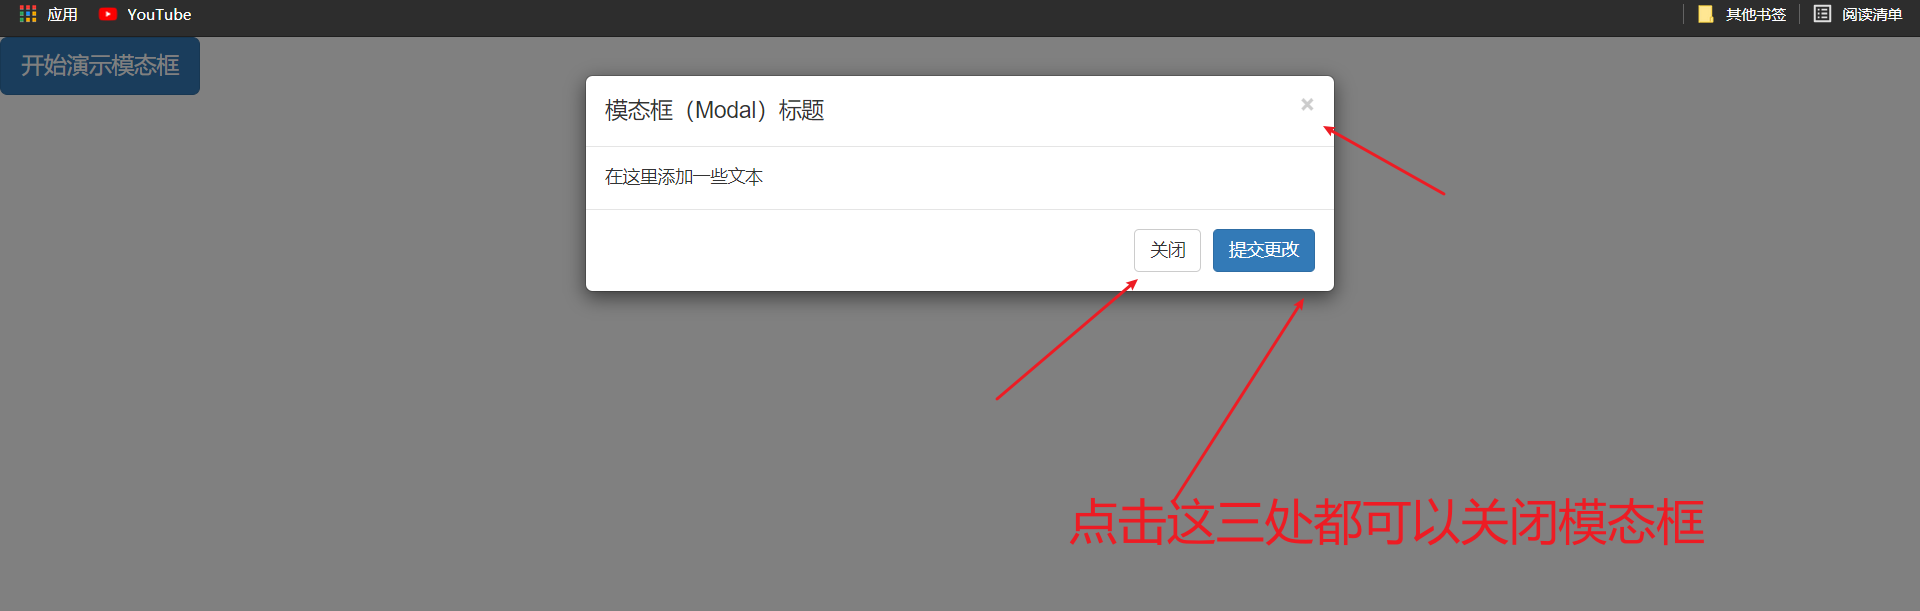 应用 YouTube 其他书签 阅读清单
开始演示模态框
模态框（Modal）标题 ×
在这里添加一些文本
关闭 提交更改
点击这三处都可以关闭模态框